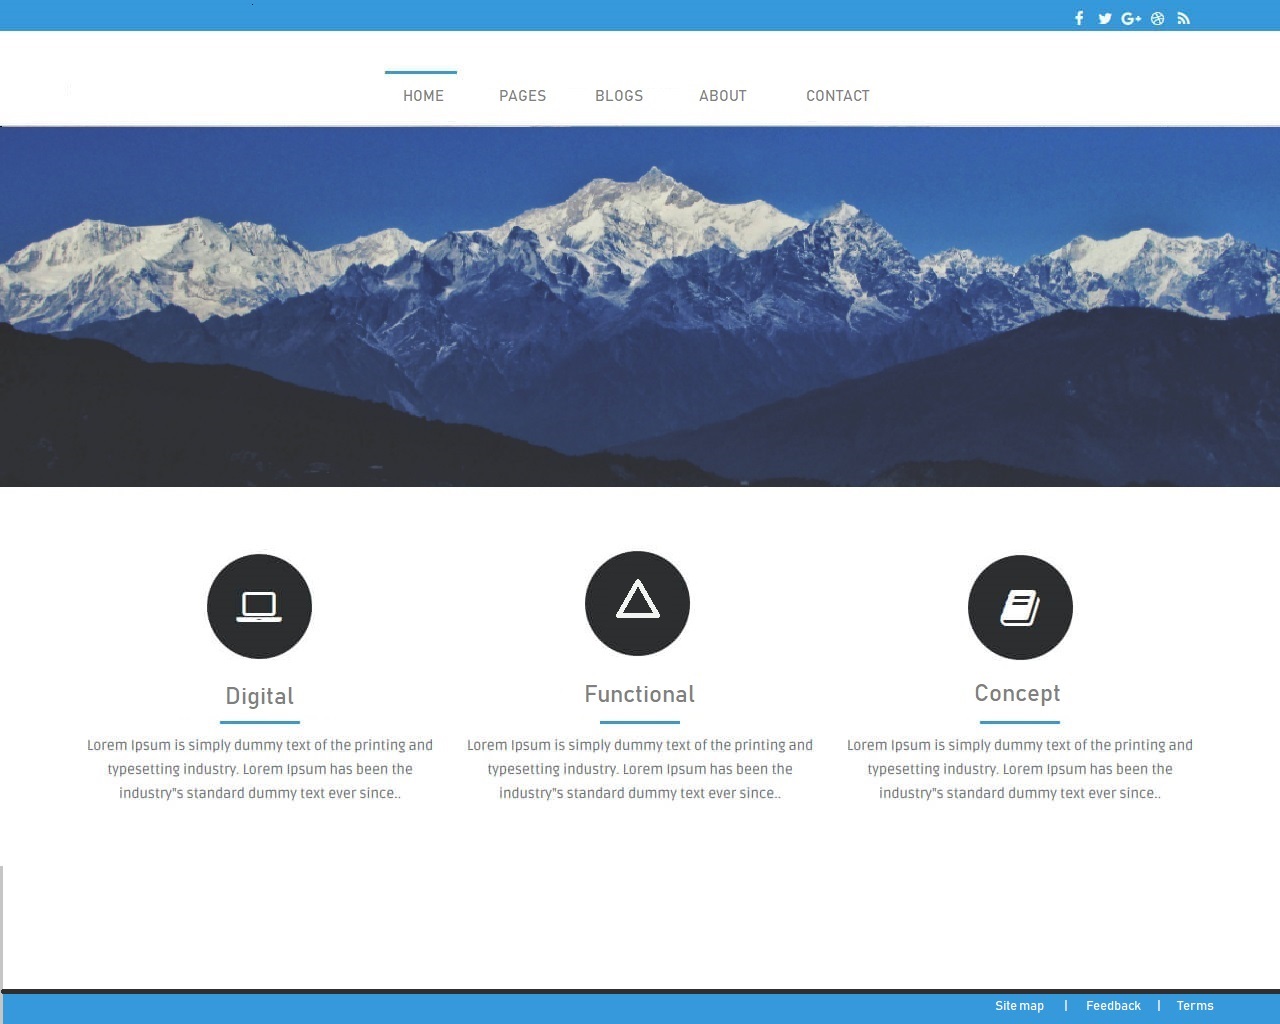 HOME PAGES BLOGS ABOUT CONTACT
Digital
Lorem Ipsum is simply dummy text of the printing and
typesetting industry. Lorem Ipsum has been the
industry"s standard dummy text ever since..
Functional
Lorem Ipsum is simply dummy text of the printing and
typesetting industry. Lorem Ipsum has been the
industry"s standard dummy text ever since..
Concept
Lorem Ipsum is simply dummy text of the printing and
typesetting industry. Lorem Ipsum has been the
industry"s standard dummy text ever since..
Site map | Feedback | Terms